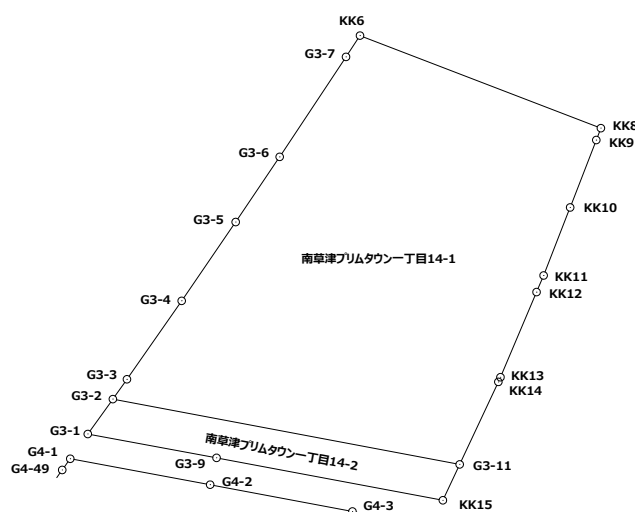 KK6
G3-7
KK8
KK9
G3-6
KK10
G3-5
南草津プリムタウン一丁目14-1
KK11
KK12
G3-4
G3-3
KK13
KK14
G3-2
G3-1
南草津プリムタウン一丁目14-2
G4-1
G3-9
G3-11
G4-49
G4-2
KK15
G4-3